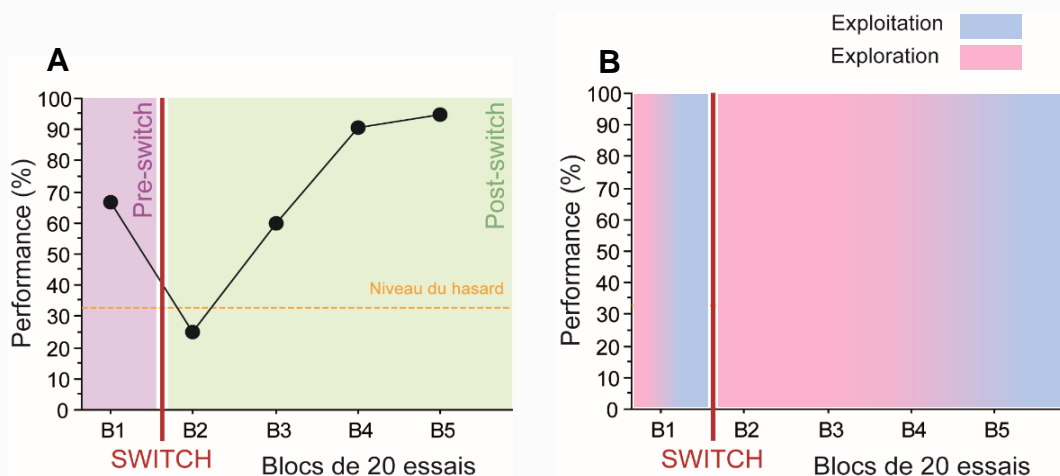 A
Performance (%)
100
90
80
70
60
50
40
30
20
10
0
Pre-switch
Post-switch
Niveau du hasard
B1
B2
B3
B4
B5
SWITCH
Blocs de 20 essais
Exploitation
Exploration
B
Performance (%)
100
90
80
70
60
50
40
30
20
10
0
B1
B2
B3
B4
B5
SWITCH
Blocs de 20 essais